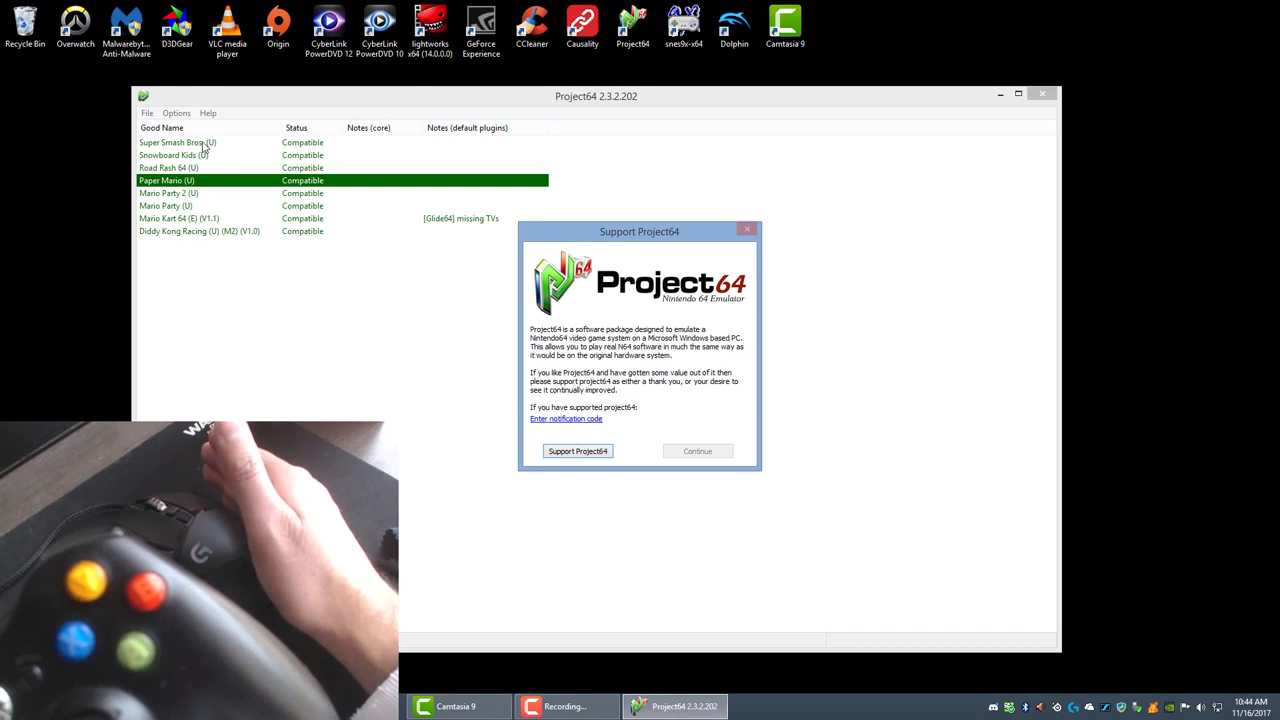 Recycle Bin
Overwatch
Malwarebyt...
Anti-Malware
D3DGear
VLC media
player
Origin
CyberLink
PowerDVD 12
CyberLink
PowerDVD 10
lightworks
x64 (14.0.0.0)
GeForce
Experience
CCleaner
Causality
Project64
snes9x-x64
Dolphin
Camtasia 9
Project64 2.3.2.202
File Options Help
Good Name Status Notes (core) Notes (default plugins)
Super Smash Bros. (U) Compatible
Snowboard Kids (U) Compatible
Road Rash 64 (U) Compatible
Paper Mario (U) Compatible
Mario Party 2 (U) Compatible
Mario Party (U) Compatible
Mario Kart 64 (E) (V1.1) Compatible [Glide64] missing TVs
Diddy Kong Racing (U) (M2) (V1.0) Compatible
Support Project64
64
Project64
Nintendo 64 Emulator
Project64 is a software package designed to emulate a
Nintendo64 video game system on a Microsoft Windows based PC.
This allows you to play real N64 software in much the same way as
it would be on the original hardware system.
If you like Project64 and have gotten some value out of it then
please support project64 as either a thank you, or your desire to
see it continually improved.
If you have supported project64:
Enter notification code
Support Project64 Continue
Camtasia 9 Recording... Project64 2.3.2.202
10:44 AM
11/16/2017